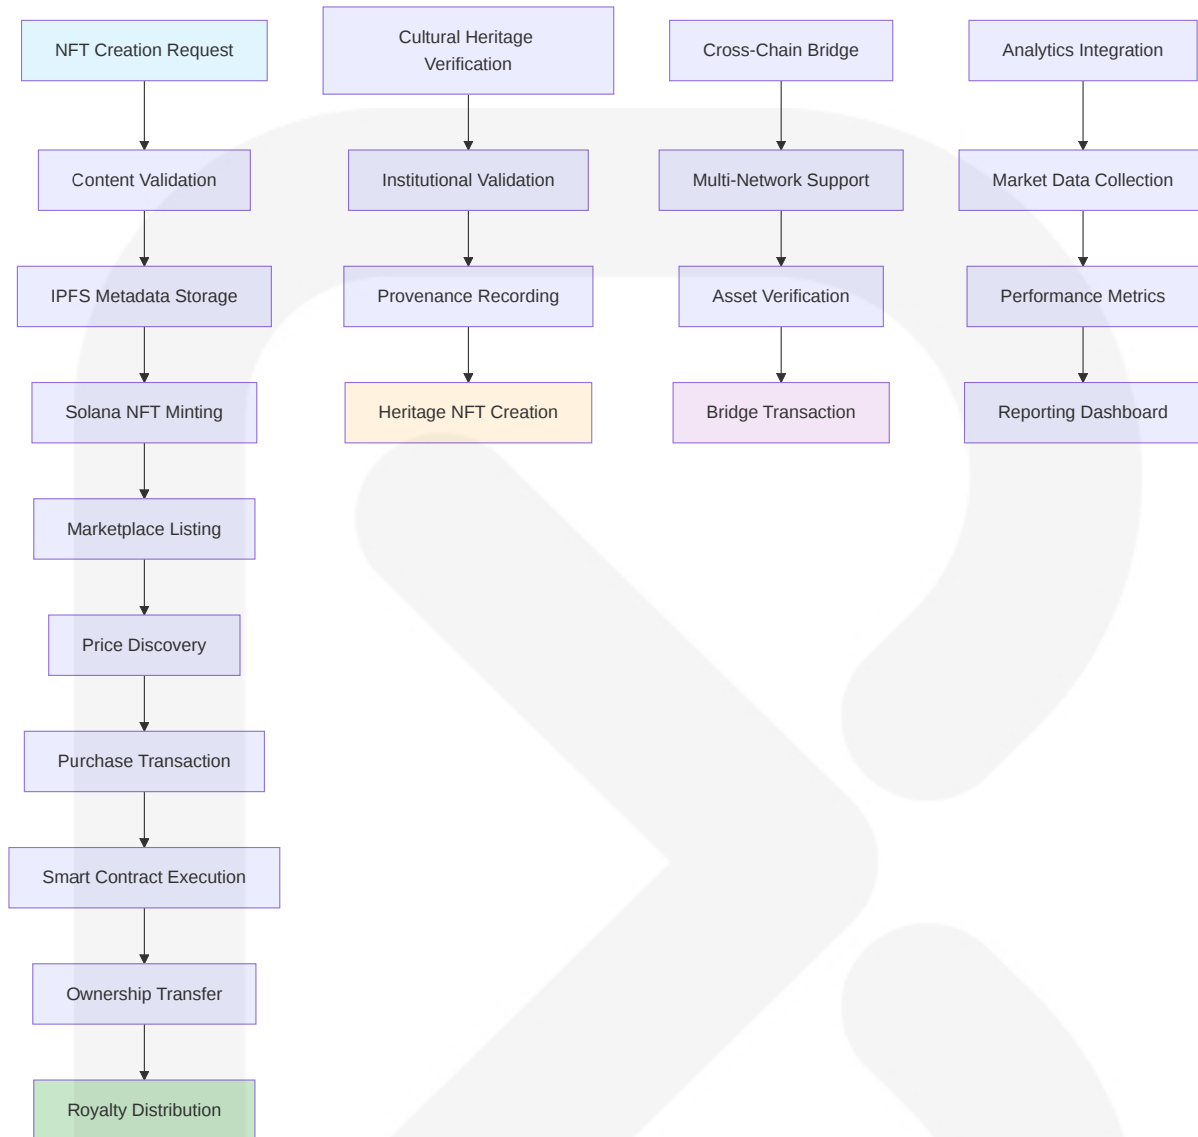 NFT Creation Request
Content Validation
IPFS Metadata Storage
Solana NFT Minting
Marketplace Listing
Price Discovery
Purchase Transaction
Smart Contract Execution
Ownership Transfer
Royalty Distribution
Cultural Heritage
Verification
Institutional Validation
Provenance Recording
Heritage NFT Creation
Cross-Chain Bridge
Multi-Network Support
Asset Verification
Bridge Transaction
Analytics Integration
Market Data Collection
Performance Metrics
Reporting Dashboard